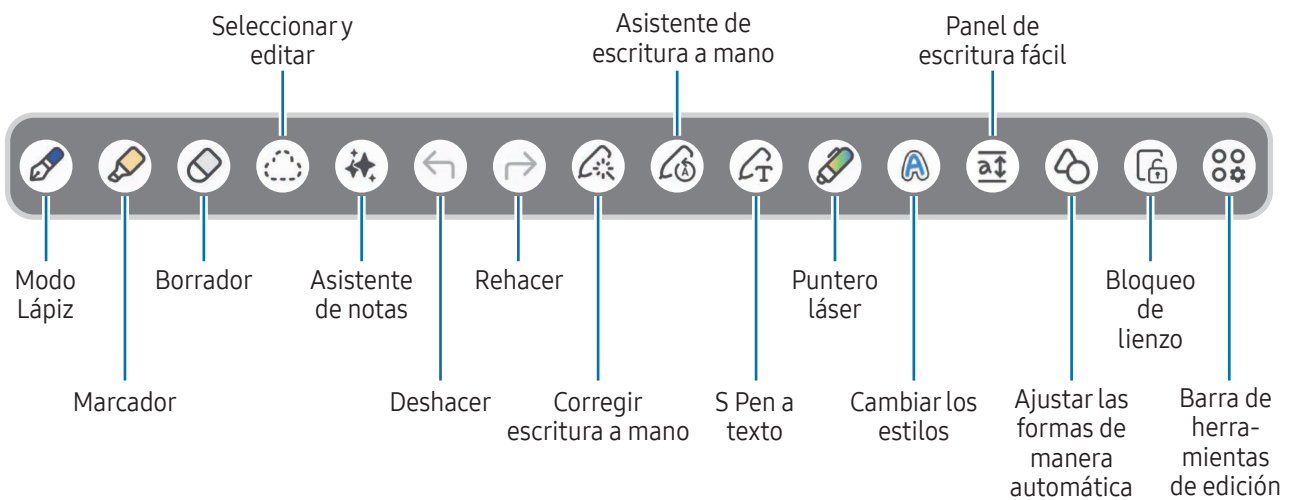 Seleccionar y
editar
Asistente de
escritura a mano
Panel de
escritura fácil
Modo
Lápiz
Borrador
Asistente
de notas
Rehacer
Puntero
láser
Bloqueo
de
lienzo
Marcador
Deshacer
Corregir
escritura a mano
S Pen a
texto
Cambiar los
estilos
Ajustar las
formas de
manera
automática
Barra de
herra-
mientas
de edición